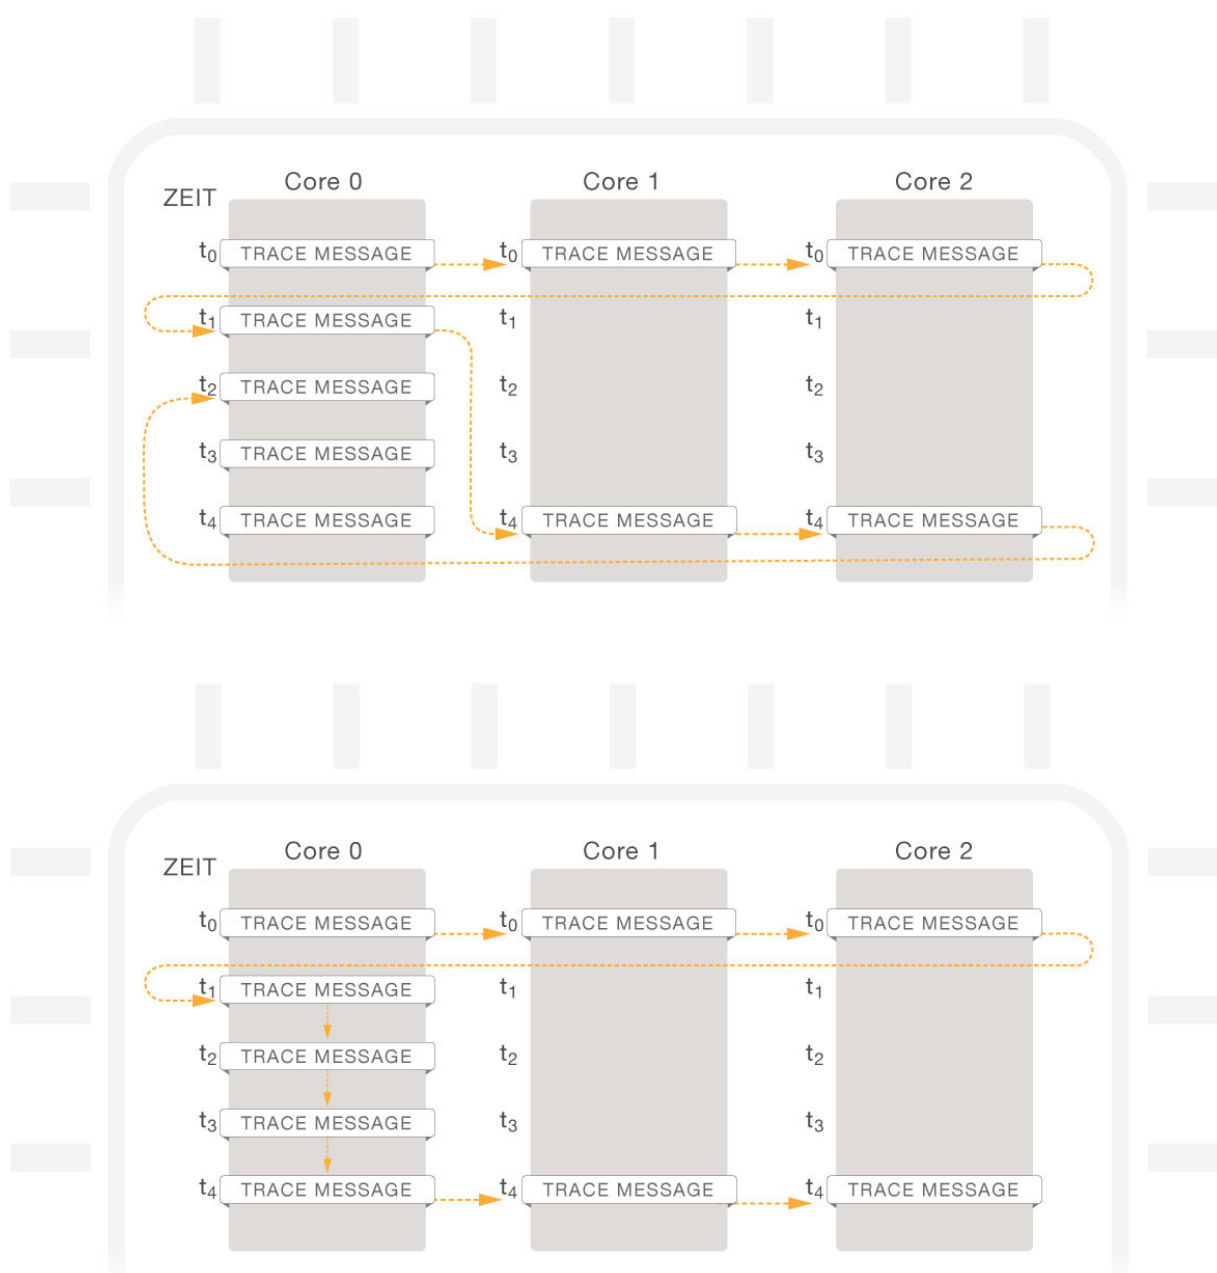 Core 0 Core 1 Core 2
ZEIT
t0 TRACE MESSAGE t0 TRACE MESSAGE t0 TRACE MESSAGE
t1 TRACE MESSAGE t1 t1
t2 TRACE MESSAGE t2 t2
t3 TRACE MESSAGE t3 t3
t4 TRACE MESSAGE t4 TRACE MESSAGE t4 TRACE MESSAGE
Core 0 Core 1 Core 2
ZEIT
t0 TRACE MESSAGE t0 TRACE MESSAGE t0 TRACE MESSAGE
t1 TRACE MESSAGE t1 t1
t2 TRACE MESSAGE t2 t2
t3 TRACE MESSAGE t3 t3
t4 TRACE MESSAGE t4 TRACE MESSAGE t4 TRACE MESSAGE